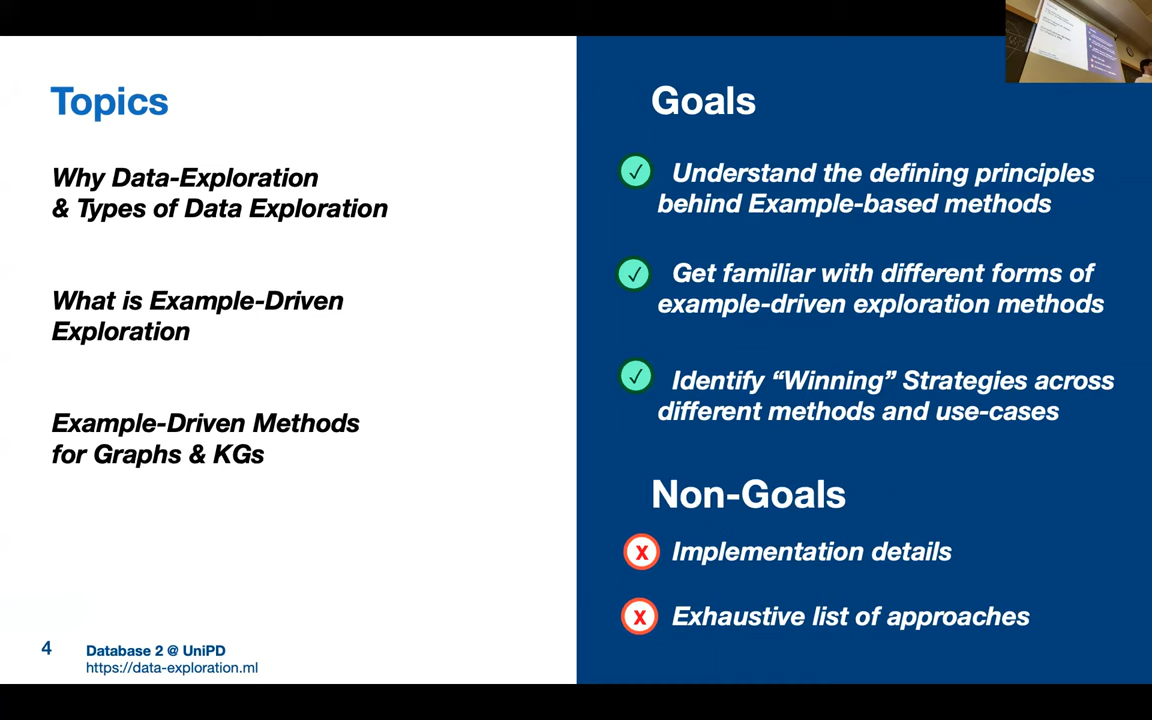 Topics
Why Data-Exploration
& Types of Data Exploration
What is Example-Driven
Exploration
Example-Driven Methods
for Graphs & KGs
4
Database 2 @ UniPD
https://data-exploration.ml
Goals
✓ Understand the defining principles
behind Example-based methods
✓ Get familiar with different forms of
example-driven exploration methods
✓ Identify “Winning” Strategies across
different methods and use-cases
Non-Goals
x Implementation details
x Exhaustive list of approaches